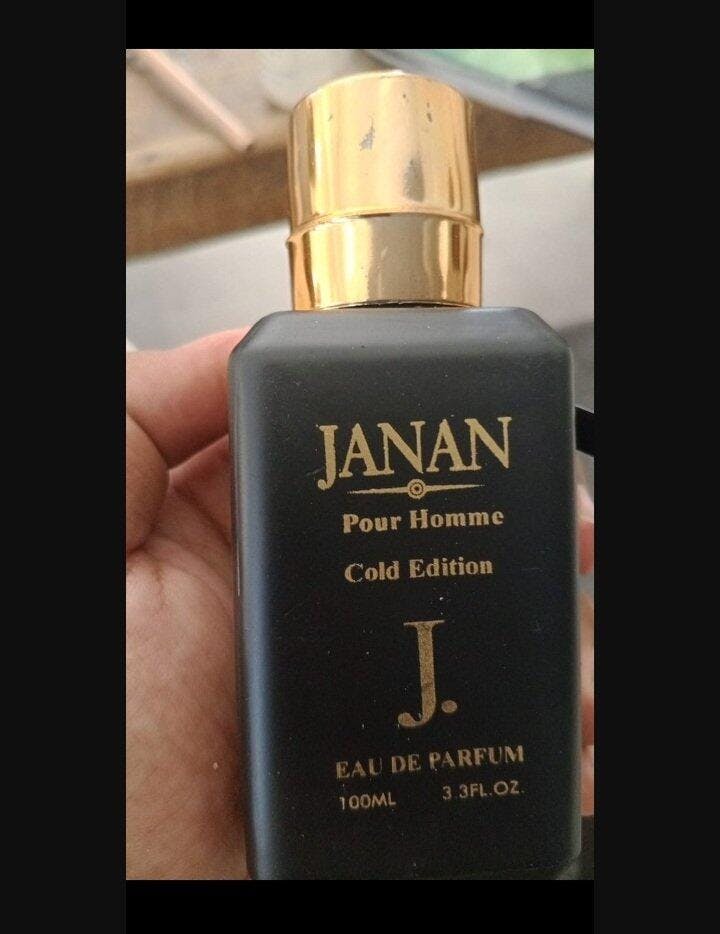 JANAN
Pour Homme
Cold Edition
J.
EAU DE PARFUM
100ML 3.3FL.OZ.